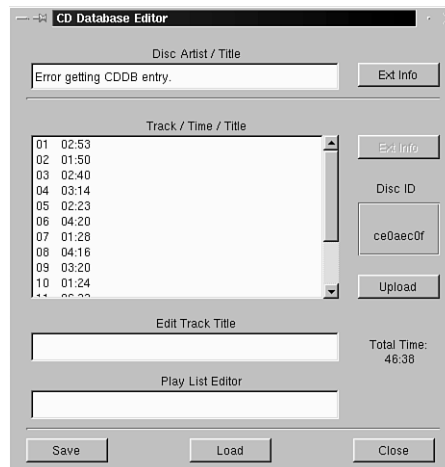 CD Database Editor
Disc Artist / Title
Error getting CDDB entry.
Ext Info
Track / Time / Title
01 02:53
02 01:50
03 02:40
04 03:14
05 02:23
06 04:20
07 01:28
08 04:16
09 03:20
10 01:24
Ext Info
Disc ID
ce0aec0f
Upload
Edit Track Title
Total Time:
46:38
Play List Editor
Save
Load
Close